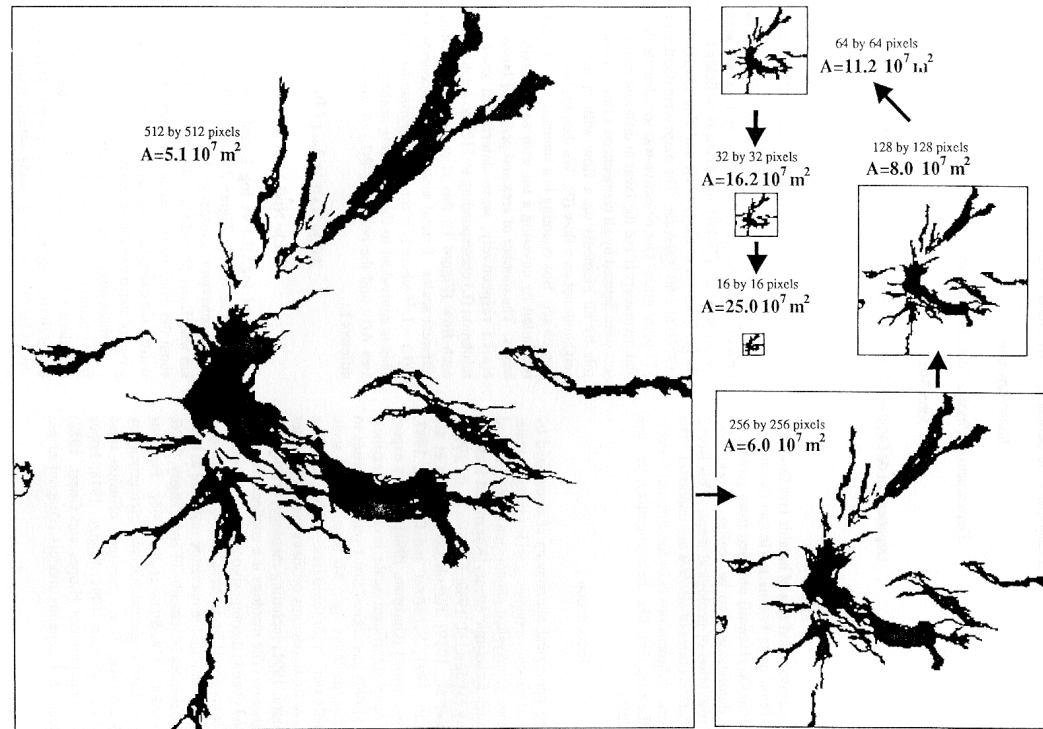 512 by 512 pixels
A=5.1 10⁷ m²
256 by 256 pixels
A=6.0 10⁷ m²
128 by 128 pixels
A=8.0 10⁷ m²
64 by 64 pixels
A=11.2 10⁷ m²
32 by 32 pixels
A=16.2 10⁷ m²
16 by 16 pixels
A=25.0 10⁷ m²